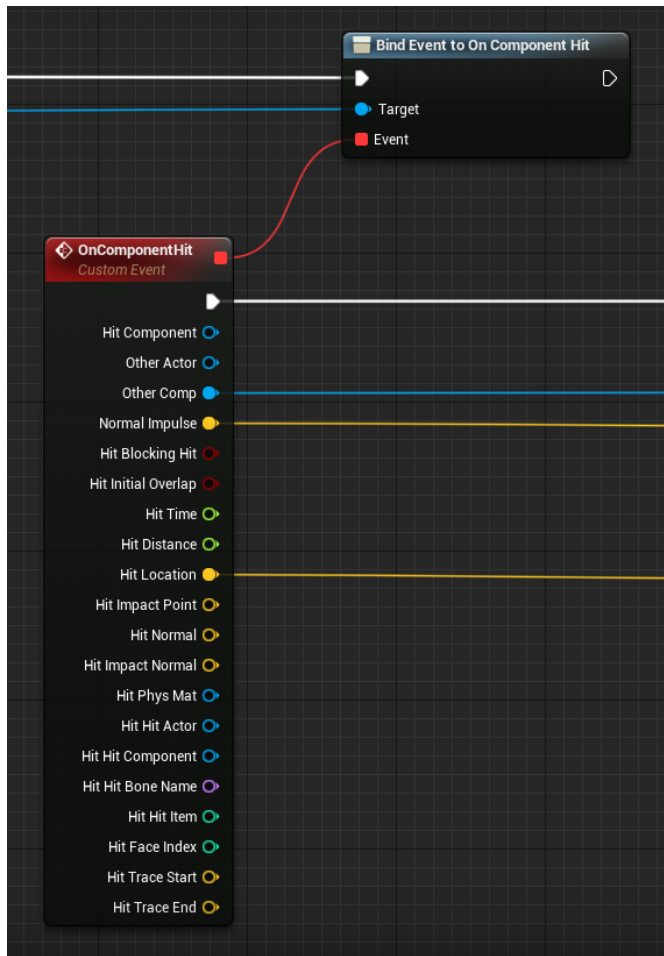 Bind Event to On Component Hit
Target
Event
OnComponentHit
Custom Event
Hit Component
Other Actor
Other Comp
Normal Impulse
Hit Blocking Hit
Hit Initial Overlap
Hit Time
Hit Distance
Hit Location
Hit Impact Point
Hit Normal
Hit Impact Normal
Hit Phys Mat
Hit Hit Actor
Hit Hit Component
Hit Hit Bone Name
Hit Hit Item
Hit Face Index
Hit Trace Start
Hit Trace End